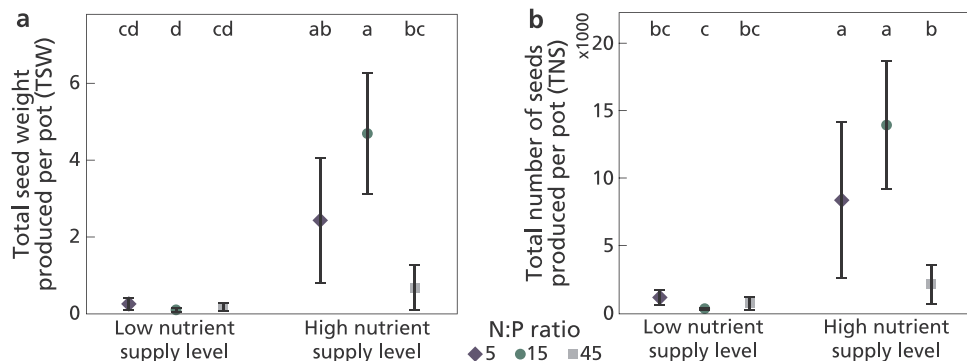 a
Total seed weight
produced per pot (TSW)
cd d cd ab a bc
6
4
2
0
Low nutrient
supply level
High nutrient
supply level
b
Total number of seeds
produced per pot (TNS)
x1000
bc c bc a a b
20
15
10
5
0
Low nutrient
supply level
High nutrient
supply level
N:P ratio
5 15 45